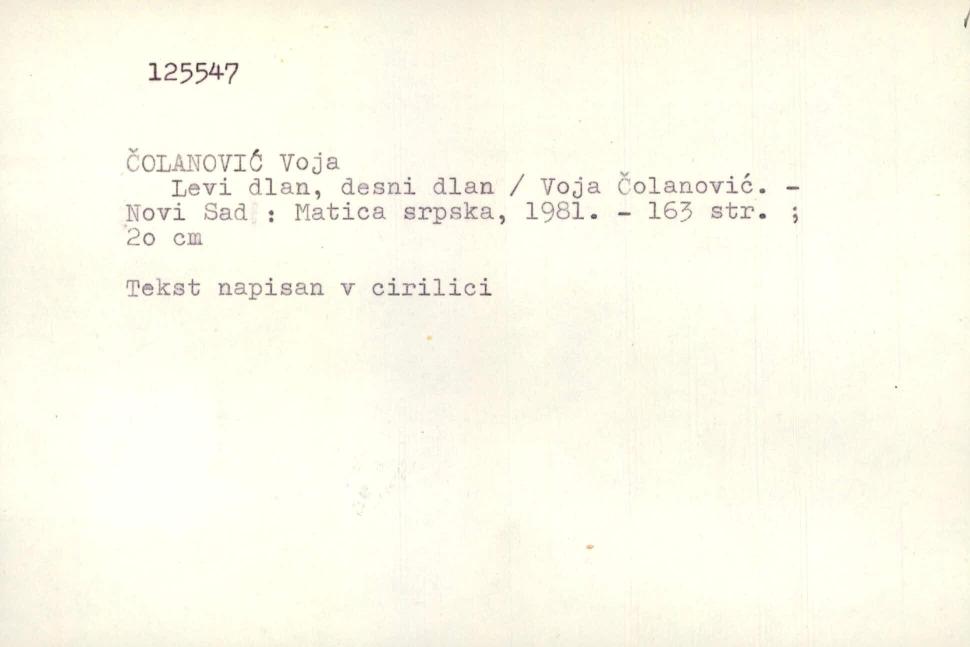 125547
ČOLANOVIĆ Voja
Levi dlan, desni dlan / Voja Čolanović. -
Novi Sad : Matica srpska, 1981. - 163 str. ;
2o cm
Tekst napisan v cirilici